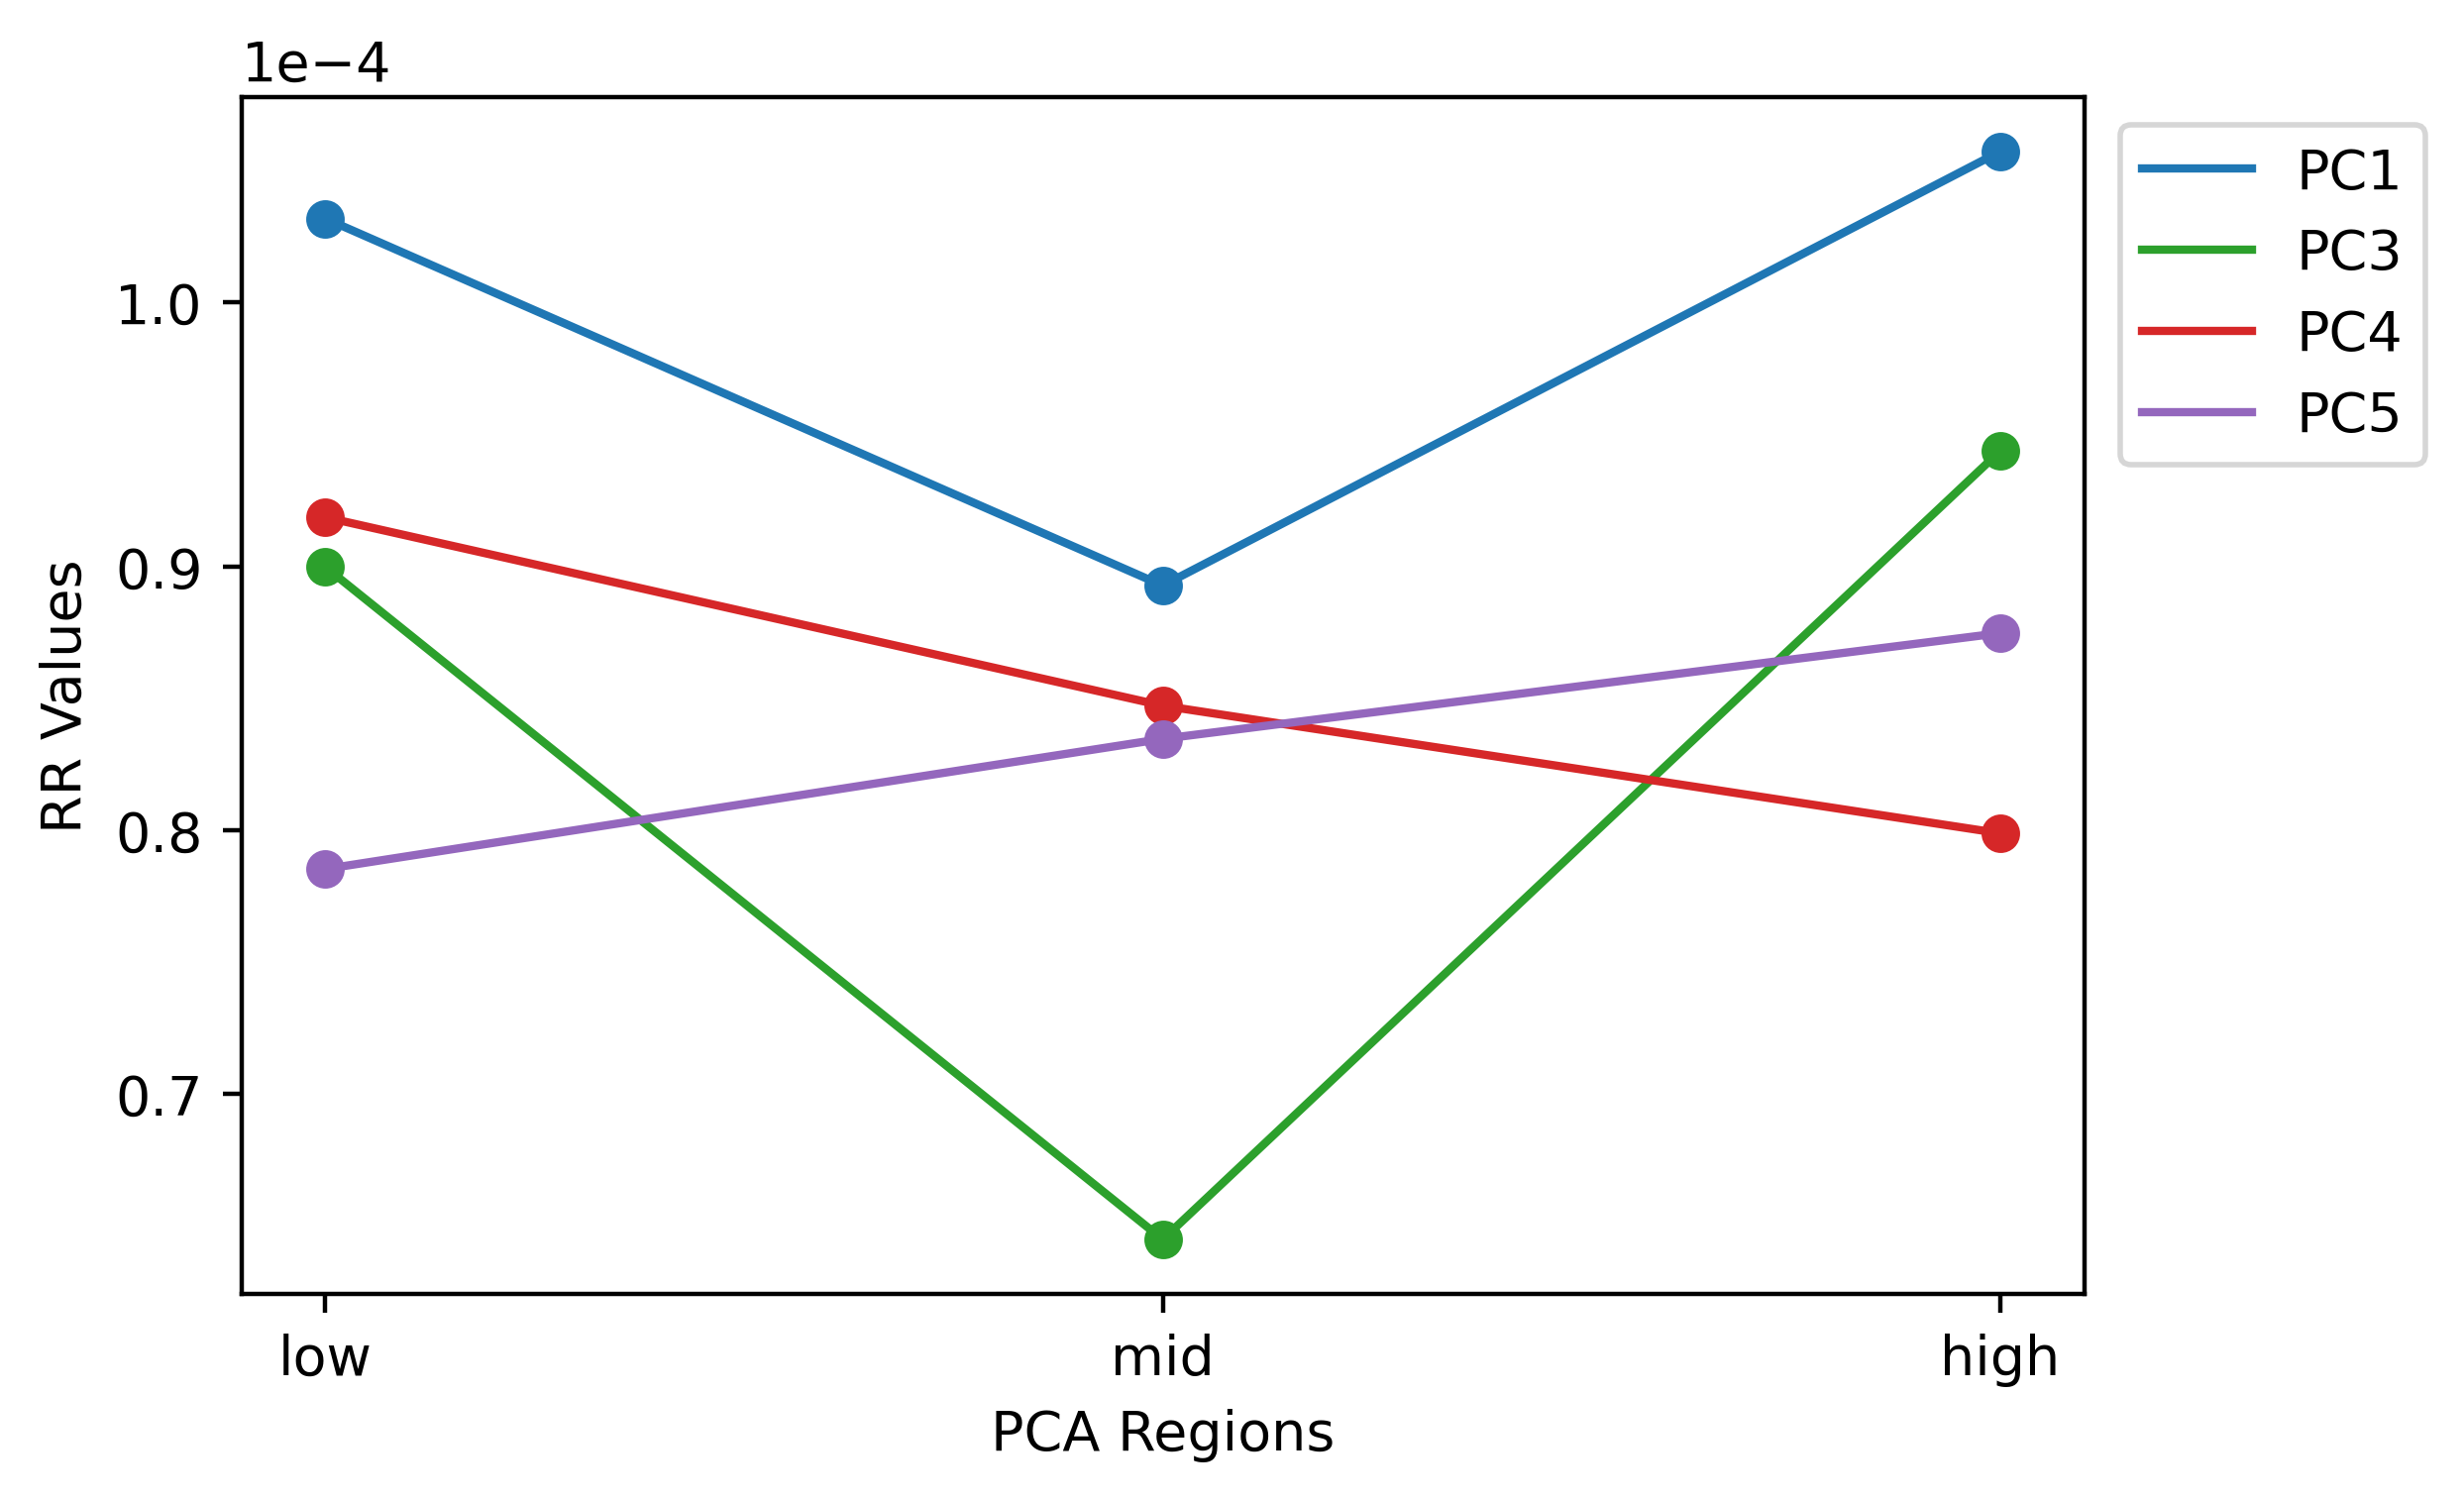 1e−4
1.0
0.9
0.8
0.7
RR Values
low
mid
high
PCA Regions
PC1
PC3
PC4
PC5